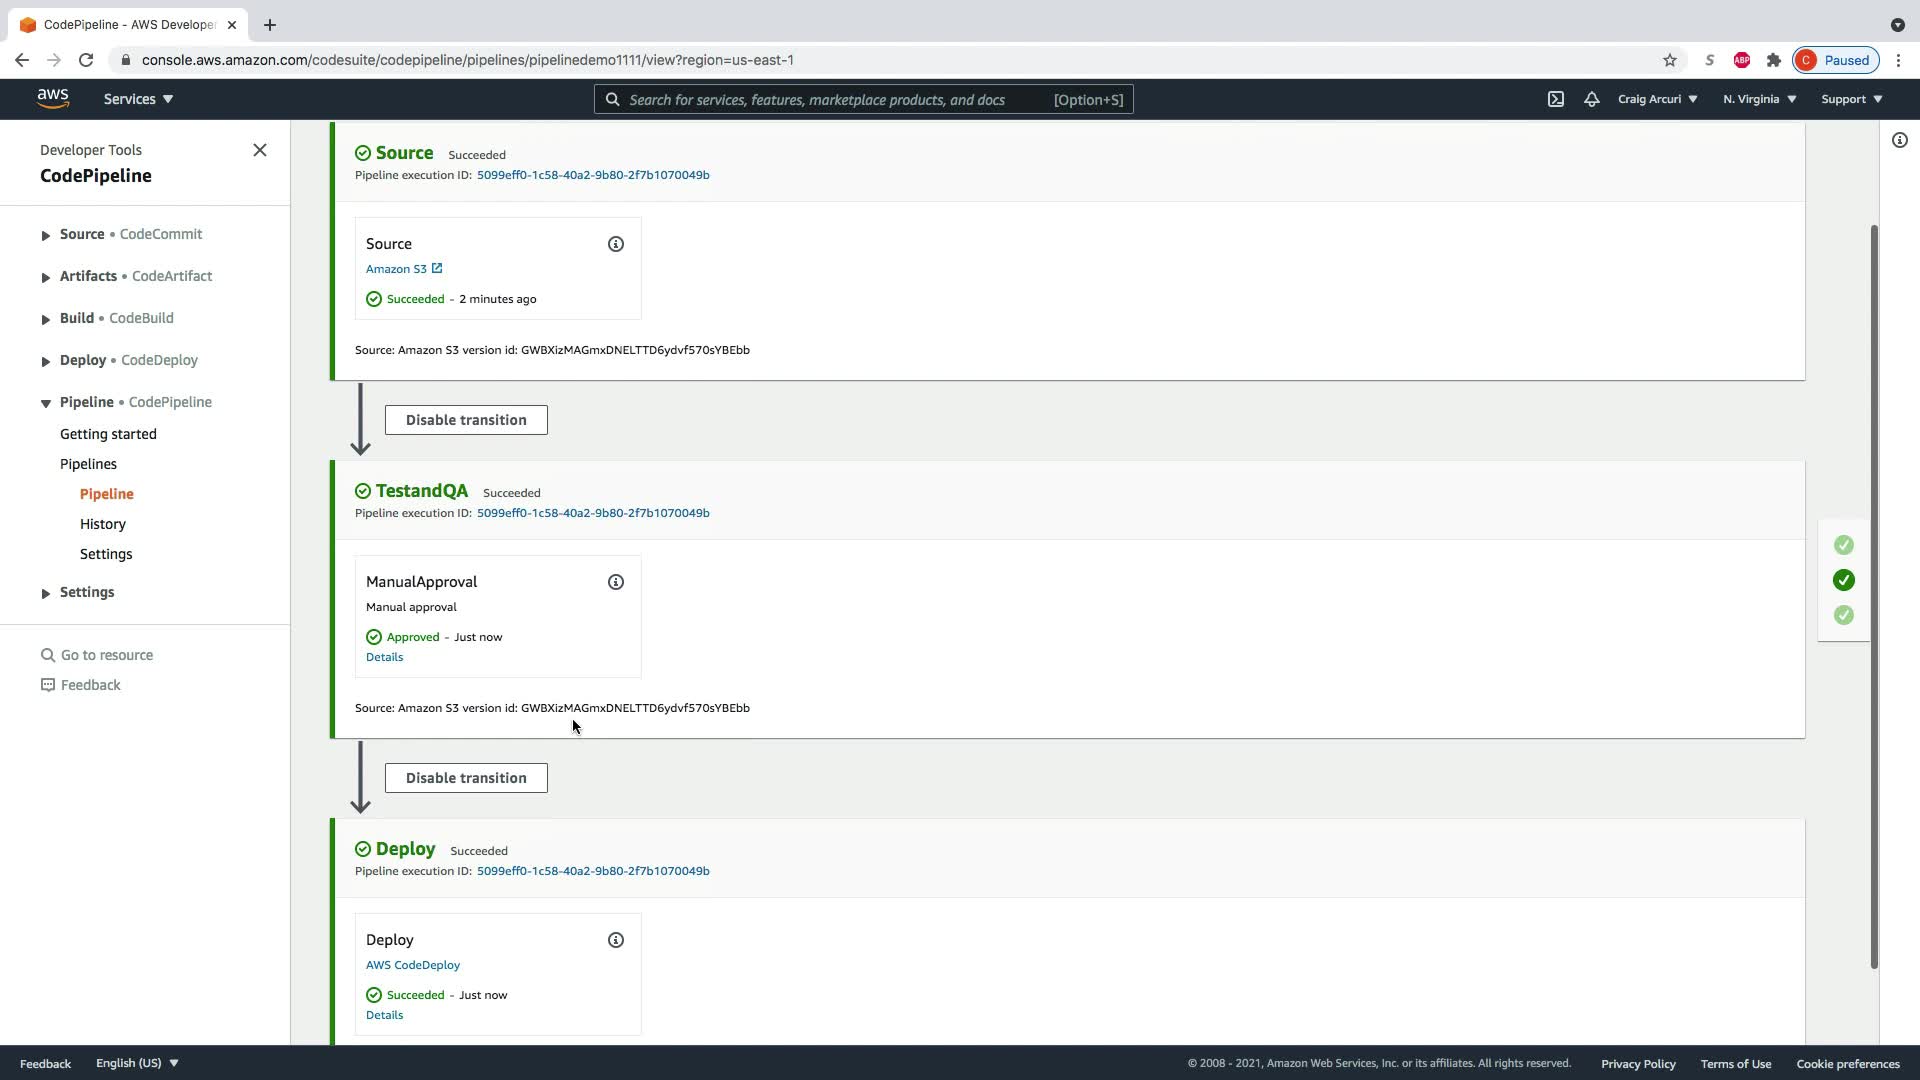 CodePipeline - AWS Developer
console.aws.amazon.com/codesuite/codepipeline/pipelines/pipelinedemo1111/view?region=us-east-1
S
ABP
C Paused
aws
Services
Search for services, features, marketplace products, and docs [Option+S]
Craig Arcuri
N. Virginia
Support
Developer Tools
CodePipeline
Source • CodeCommit
Artifacts • CodeArtifact
Build • CodeBuild
Deploy • CodeDeploy
Pipeline • CodePipeline
Getting started
Pipelines
Pipeline
History
Settings
Settings
Go to resource
Feedback
Source Succeeded
Pipeline execution ID: 5099eff0-1c58-40a2-9b80-2f7b1070049b
Source
Amazon S3
Succeeded - 2 minutes ago
Source: Amazon S3 version id: GWBXizMAGmxDNELTTD6ydvf570sYBEbb
Disable transition
TestandQA Succeeded
Pipeline execution ID: 5099eff0-1c58-40a2-9b80-2f7b1070049b
ManualApproval
Manual approval
Approved - Just now
Details
Source: Amazon S3 version id: GWBXizMAGmxDNELTTD6ydvf570sYBEbb
Disable transition
Deploy Succeeded
Pipeline execution ID: 5099eff0-1c58-40a2-9b80-2f7b1070049b
Deploy
AWS CodeDeploy
Succeeded - Just now
Details
Feedback
English (US)
© 2008 - 2021, Amazon Web Services, Inc. or its affiliates. All rights reserved.
Privacy Policy
Terms of Use
Cookie preferences